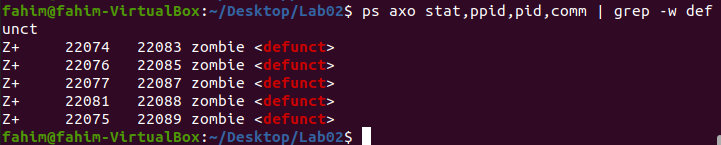 fahim@fahim-VirtualBox:~/Desktop/Lab02$ ps axo stat,ppid,pid,comm | grep -w def
unct
Z+      22074   22083 zombie <defunct>
Z+      22076   22085 zombie <defunct>
Z+      22077   22087 zombie <defunct>
Z+      22081   22088 zombie <defunct>
Z+      22075   22089 zombie <defunct>
fahim@fahim-VirtualBox:~/Desktop/Lab02$